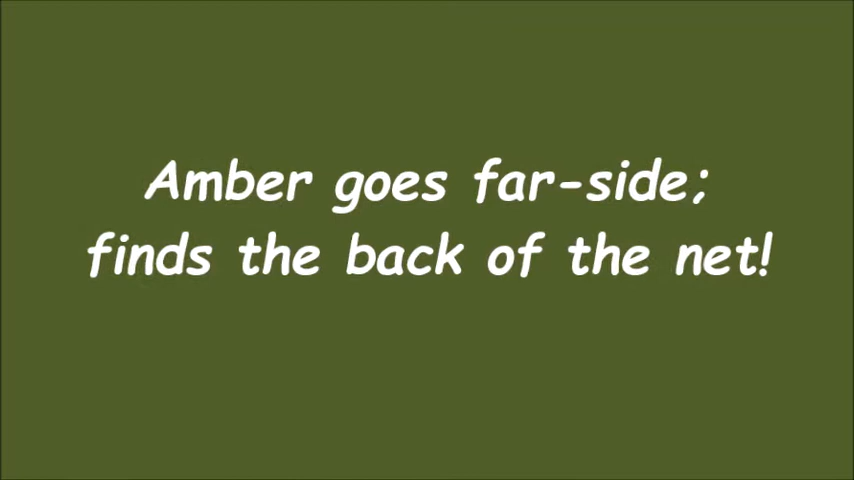 Amber goes far-side;
finds the back of the net!